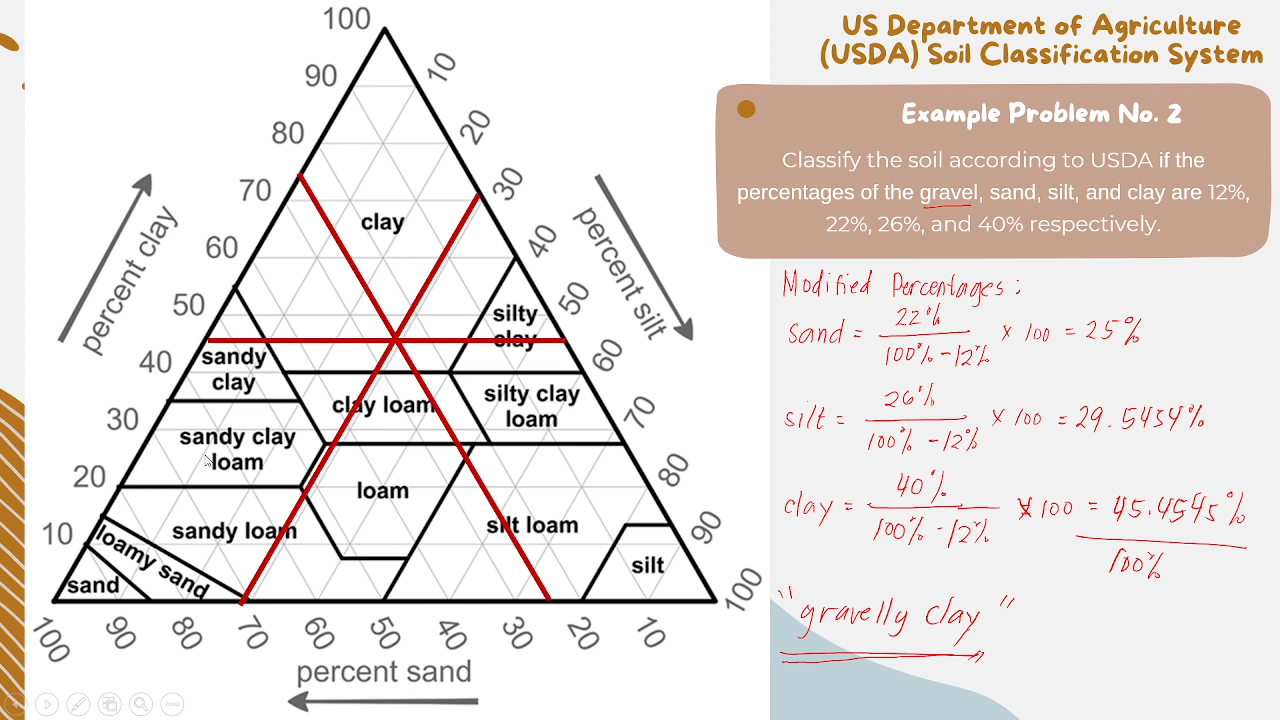 US Department of Agriculture
(USDA) Soil Classification System
Example Problem No. 2
Classify the soil according to USDA if the
percentages of the gravel, sand, silt, and clay are 12%,
22%, 26%, and 40% respectively.
100
90
80
70
60
50
40
30
20
10
percent clay
10
20
30
40
50
60
70
80
90
100
percent silt
100
90
80
70
60
50
40
30
20
10
percent sand
clay
silty
clay
sandy
clay
clay loam
silty clay
loam
sandy clay
loam
loam
sandy loam
silt loam
loamy sand
sand
silt
Modified Percentages:
sand = 22% / 100% - 12% x 100 = 25%
silt = 26% / 100% - 12% x 100 = 29.5454%
clay = 40% / 100% - 12% x 100 = 45.4545%
100%
"gravelly clay"